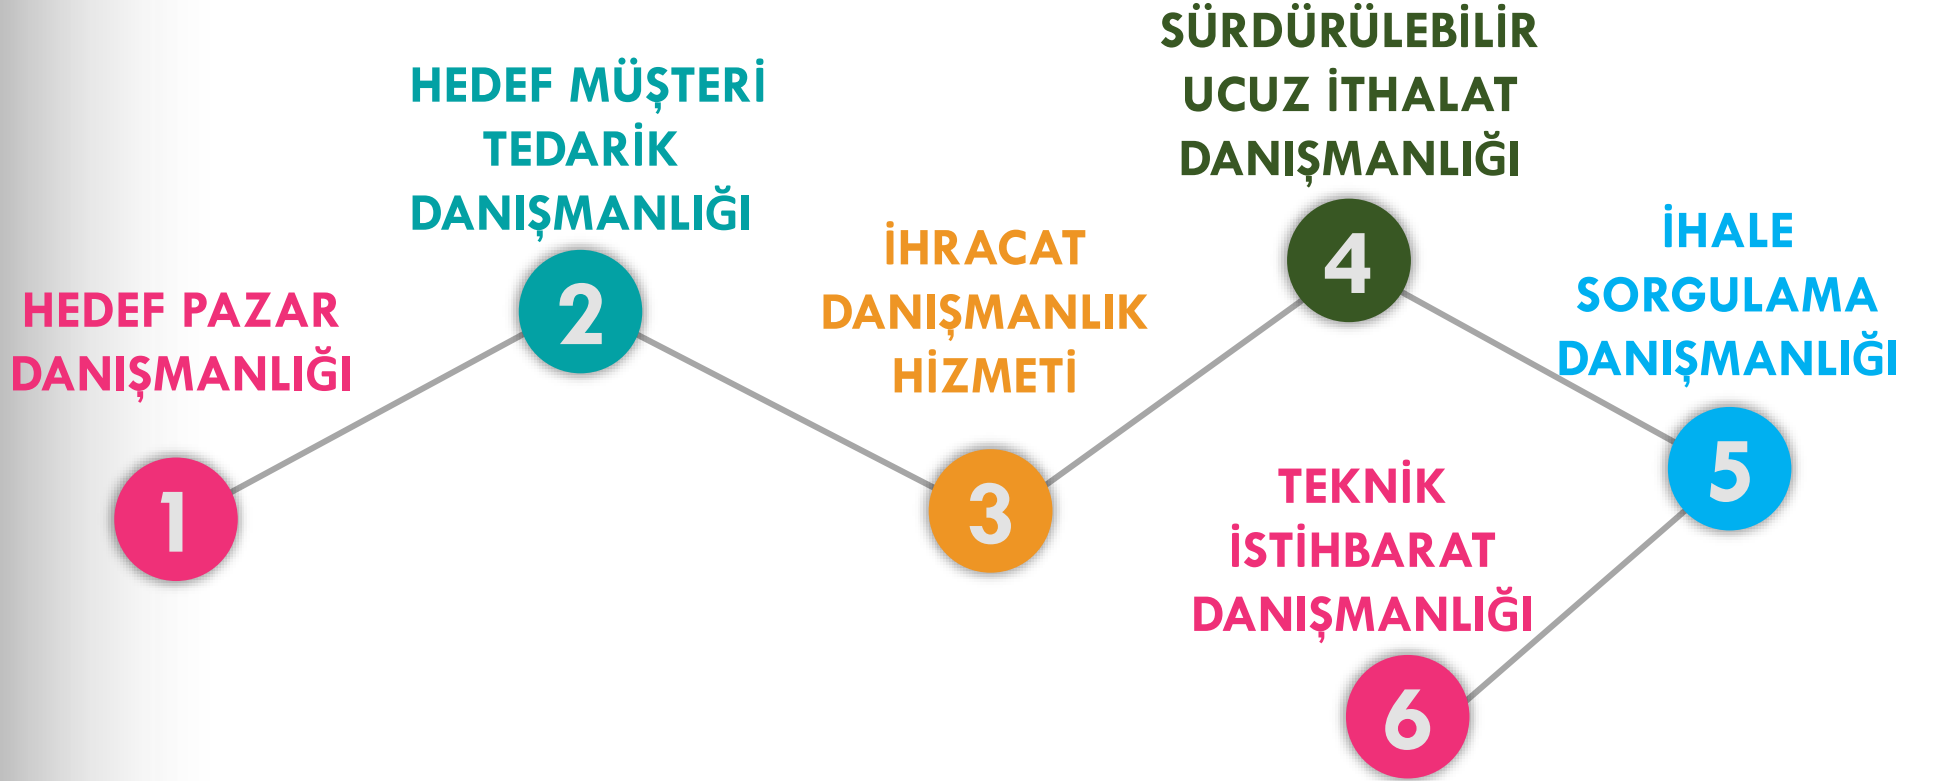 HEDEF PAZAR
DANIŞMANLIĞI
1
HEDEF MÜŞTERİ
TEDARİK
DANIŞMANLIĞI
2
İHRACAT
DANIŞMANLIK
HİZMETİ
3
SÜRDÜRÜLEBİLİR
UCUZ İTHALAT
DANIŞMANLIĞI
4
İHALE
SORGULAMA
DANIŞMANLIĞI
5
TEKNİK
İSTİHBARAT
DANIŞMANLIĞI
6